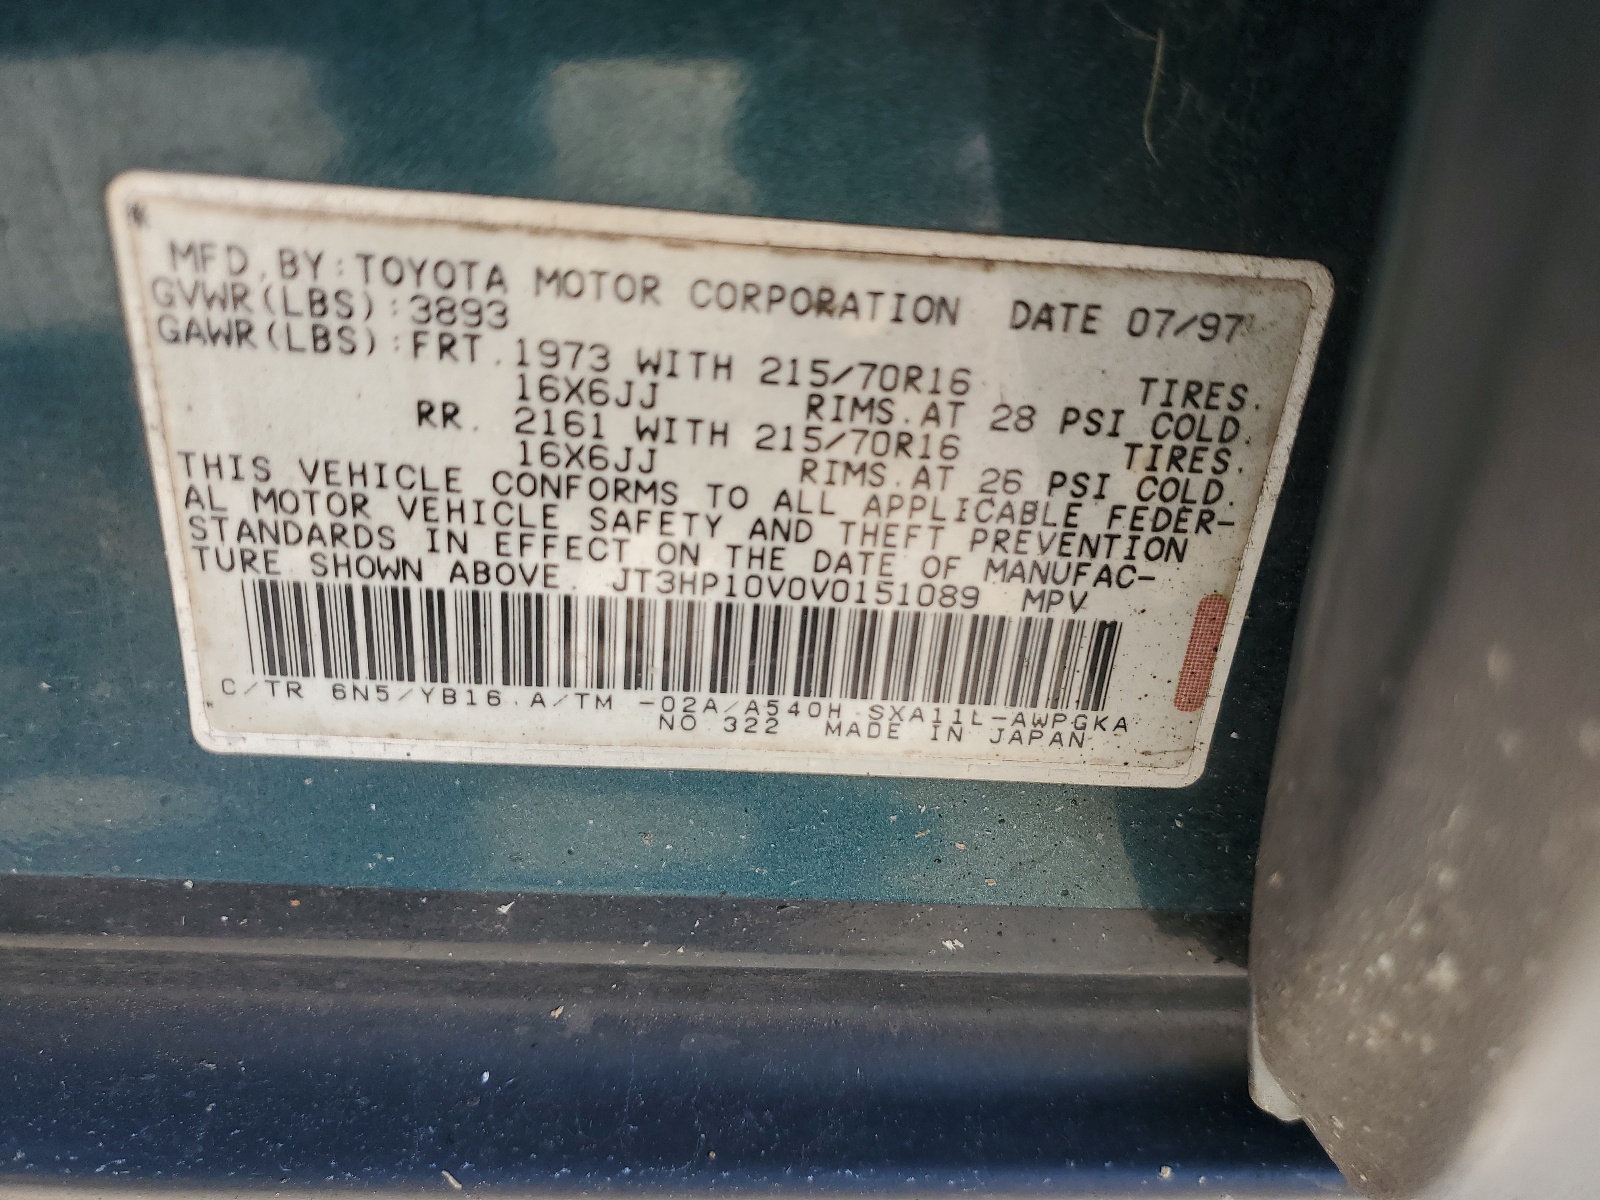 MFD. BY: TOYOTA MOTOR CORPORATION DATE 07/97
GVWR(LBS):3893
GAWR(LBS):FRT. 1973 WITH 215/70R16 TIRES.
16X6JJ RIMS. AT 28 PSI COLD.
RR. 2161 WITH 215/70R16 TIRES.
16X6JJ RIMS. AT 26 PSI COLD.
THIS VEHICLE CONFORMS TO ALL APPLICABLE FEDER-
AL MOTOR VEHICLE SAFETY AND THEFT PREVENTION
STANDARDS IN EFFECT ON THE DATE OF MANUFAC-
TURE SHOWN ABOVE. JT3HP10V0V0151089 MPV
C/TR 6N5/YB16.A/TM -02A/A540H SXA11L-AWPGKA
NO.322 MADE IN JAPAN